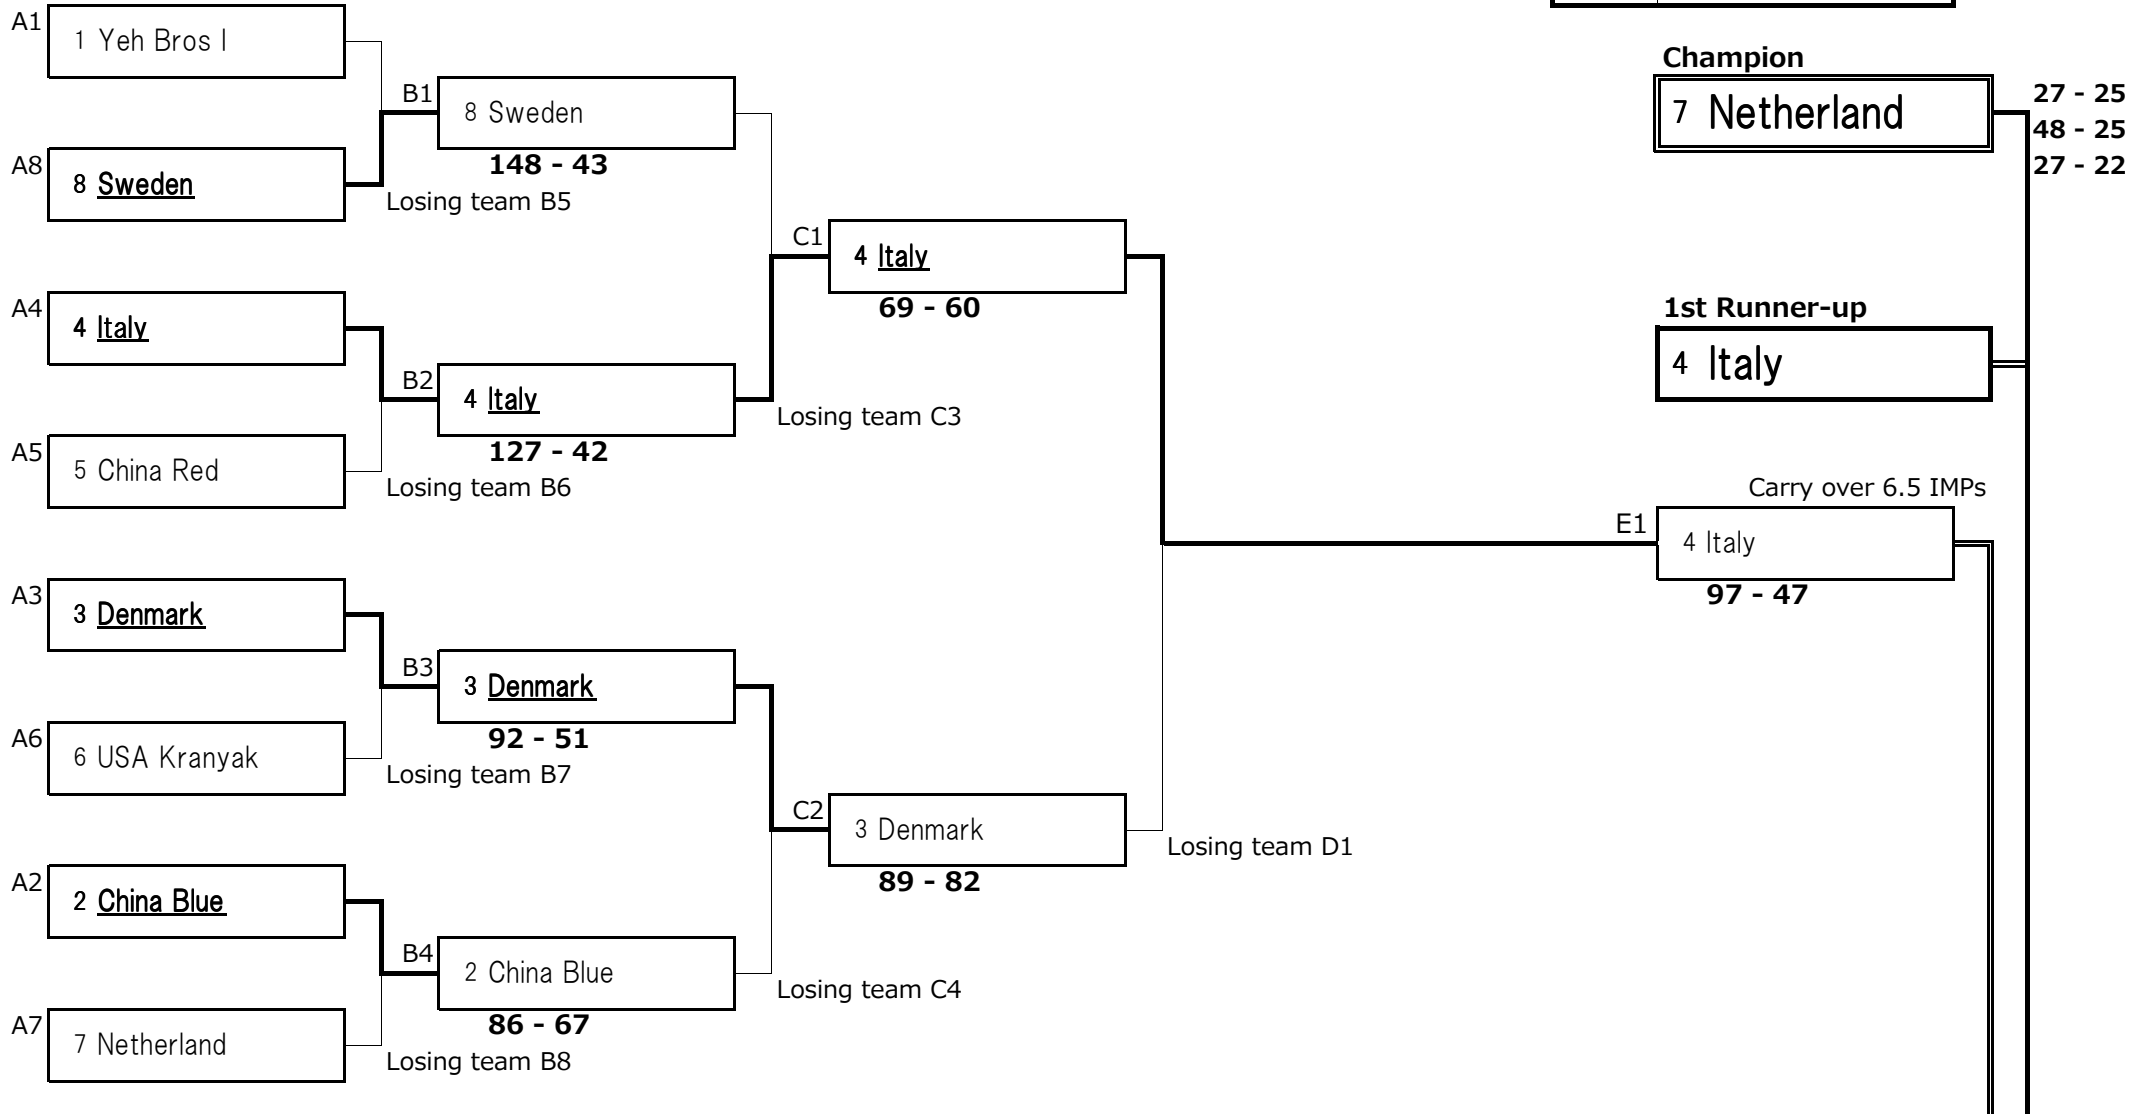 A1
1 Yeh Bros I
B1
8 Sweden
148 - 43
A8
8 Sweden
Losing team B5
C1
4 Italy
69 - 60
A4
4 Italy
B2
4 Italy
127 - 42
Losing team C3
A5
5 China Red
Losing team B6
A3
3 Denmark
B3
3 Denmark
92 - 51
A6
6 USA Kranyak
Losing team B7
C2
3 Denmark
89 - 82
Losing team D1
A2
2 China Blue
B4
2 China Blue
86 - 67
Losing team C4
A7
7 Netherland
Losing team B8
Champion
7 Netherland
27 - 25
48 - 25
27 - 22
1st Runner-up
4 Italy
Carry over 6.5 IMPs
E1
4 Italy
97 - 47